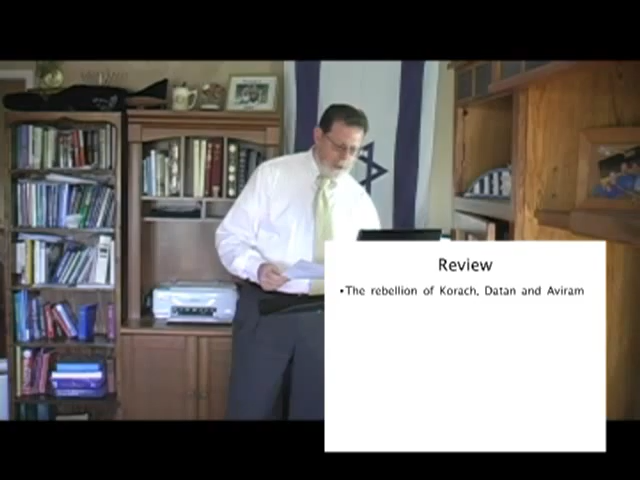 Review
•The rebellion of Korach, Datan and Aviram